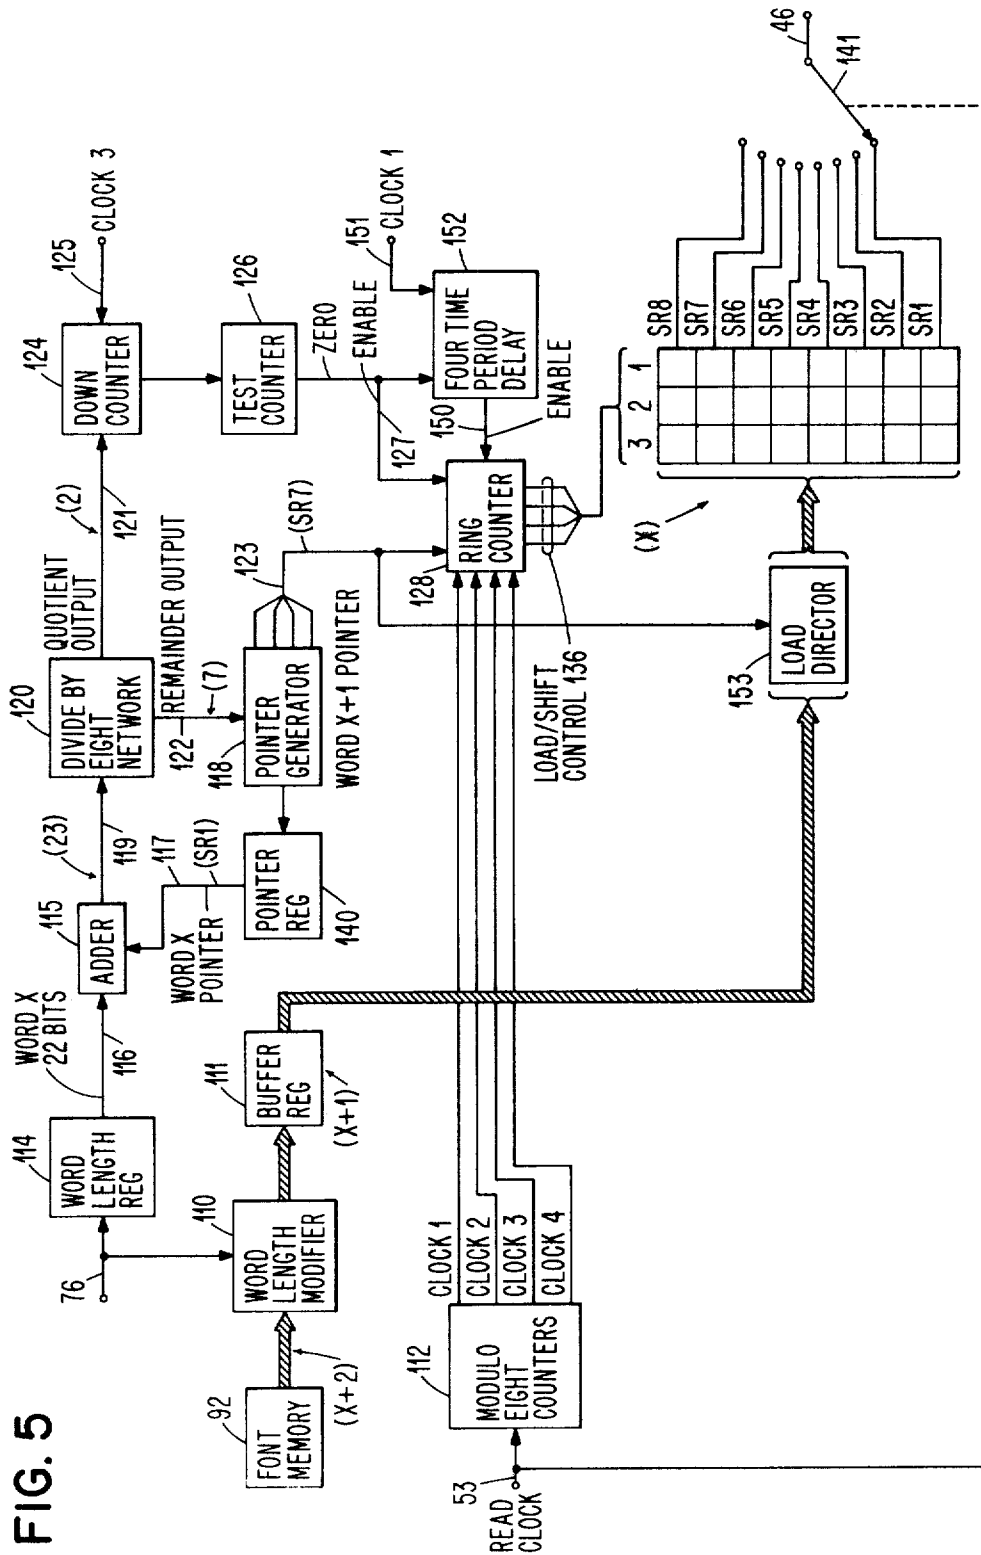 FIG. 5
76
114
WORD
LENGTH
REG
WORD X
22 BITS
116
115
ADDER
(23)
119
120
DIVIDE BY
EIGHT
NETWORK
QUOTIENT
OUTPUT
(2)
121
124
DOWN
COUNTER
125
CLOCK 3
117
(SR1)
WORD X
POINTER
122
REMAINDER OUTPUT
(7)
126
TEST
COUNTER
92
FONT
MEMORY
(X+2)
110
WORD
LENGTH
MODIFIER
111
BUFFER
REG
(X+1)
POINTER
REG
140
118
POINTER
GENERATOR
WORD X+1 POINTER
123
(SR7)
ZERO
ENABLE
127
151
CLOCK 1
152
FOUR TIME
PERIOD
DELAY
150
ENABLE
53
READ
CLOCK
112
MODULO
EIGHT
COUNTERS
CLOCK 1
CLOCK 2
CLOCK 3
CLOCK 4
128
RING
COUNTER
LOAD/SHIFT
CONTROL 136
153
LOAD
DIRECTOR
(X)
3 2 1
SR8
SR7
SR6
SR5
SR4
SR3
SR2
SR1
46
141